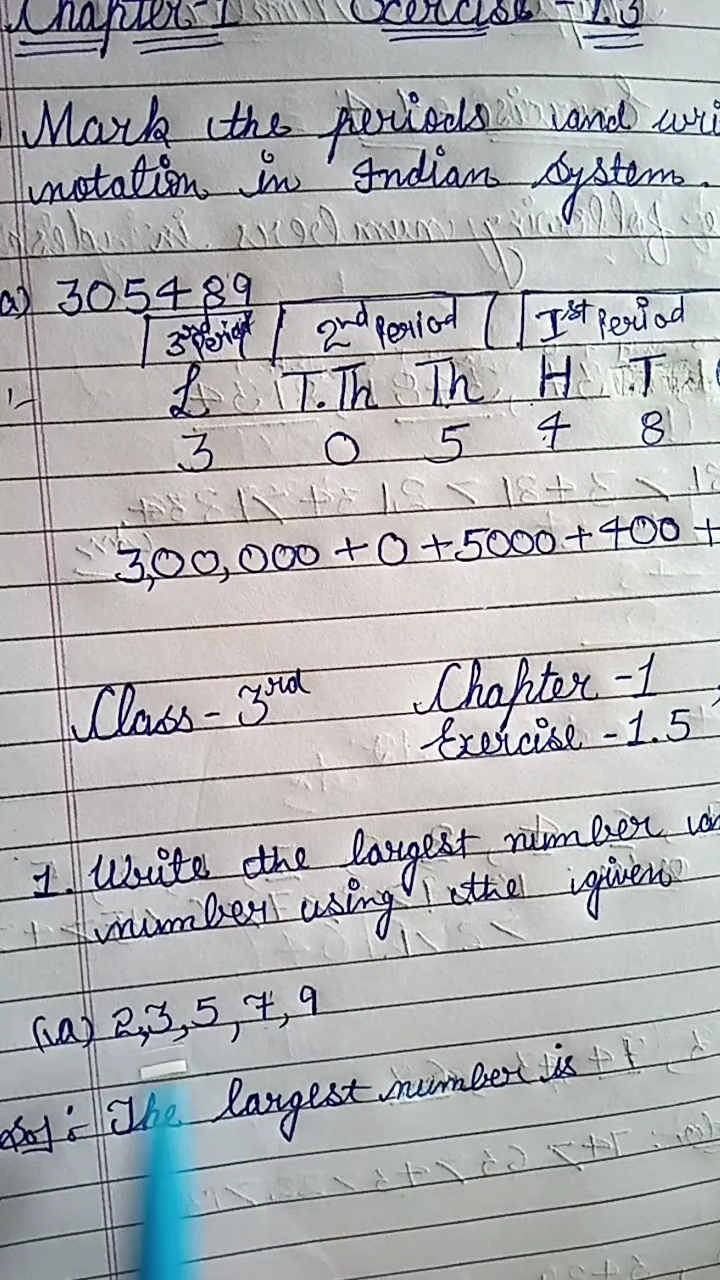 Chapter-1 Exercise-1.3
Mark the periods and wri
notation in Indian System.
a) 305489
3rd Period 2nd Period Ist Period
L T.Th Th H T
3 0 5 4 8
3,00,000+0+5000+400+
Class-3rd Chapter-1
Exercise-1.5
1. Write the largest number
number using the given
(a) 2,3,5,7,9
Sol: The largest number is